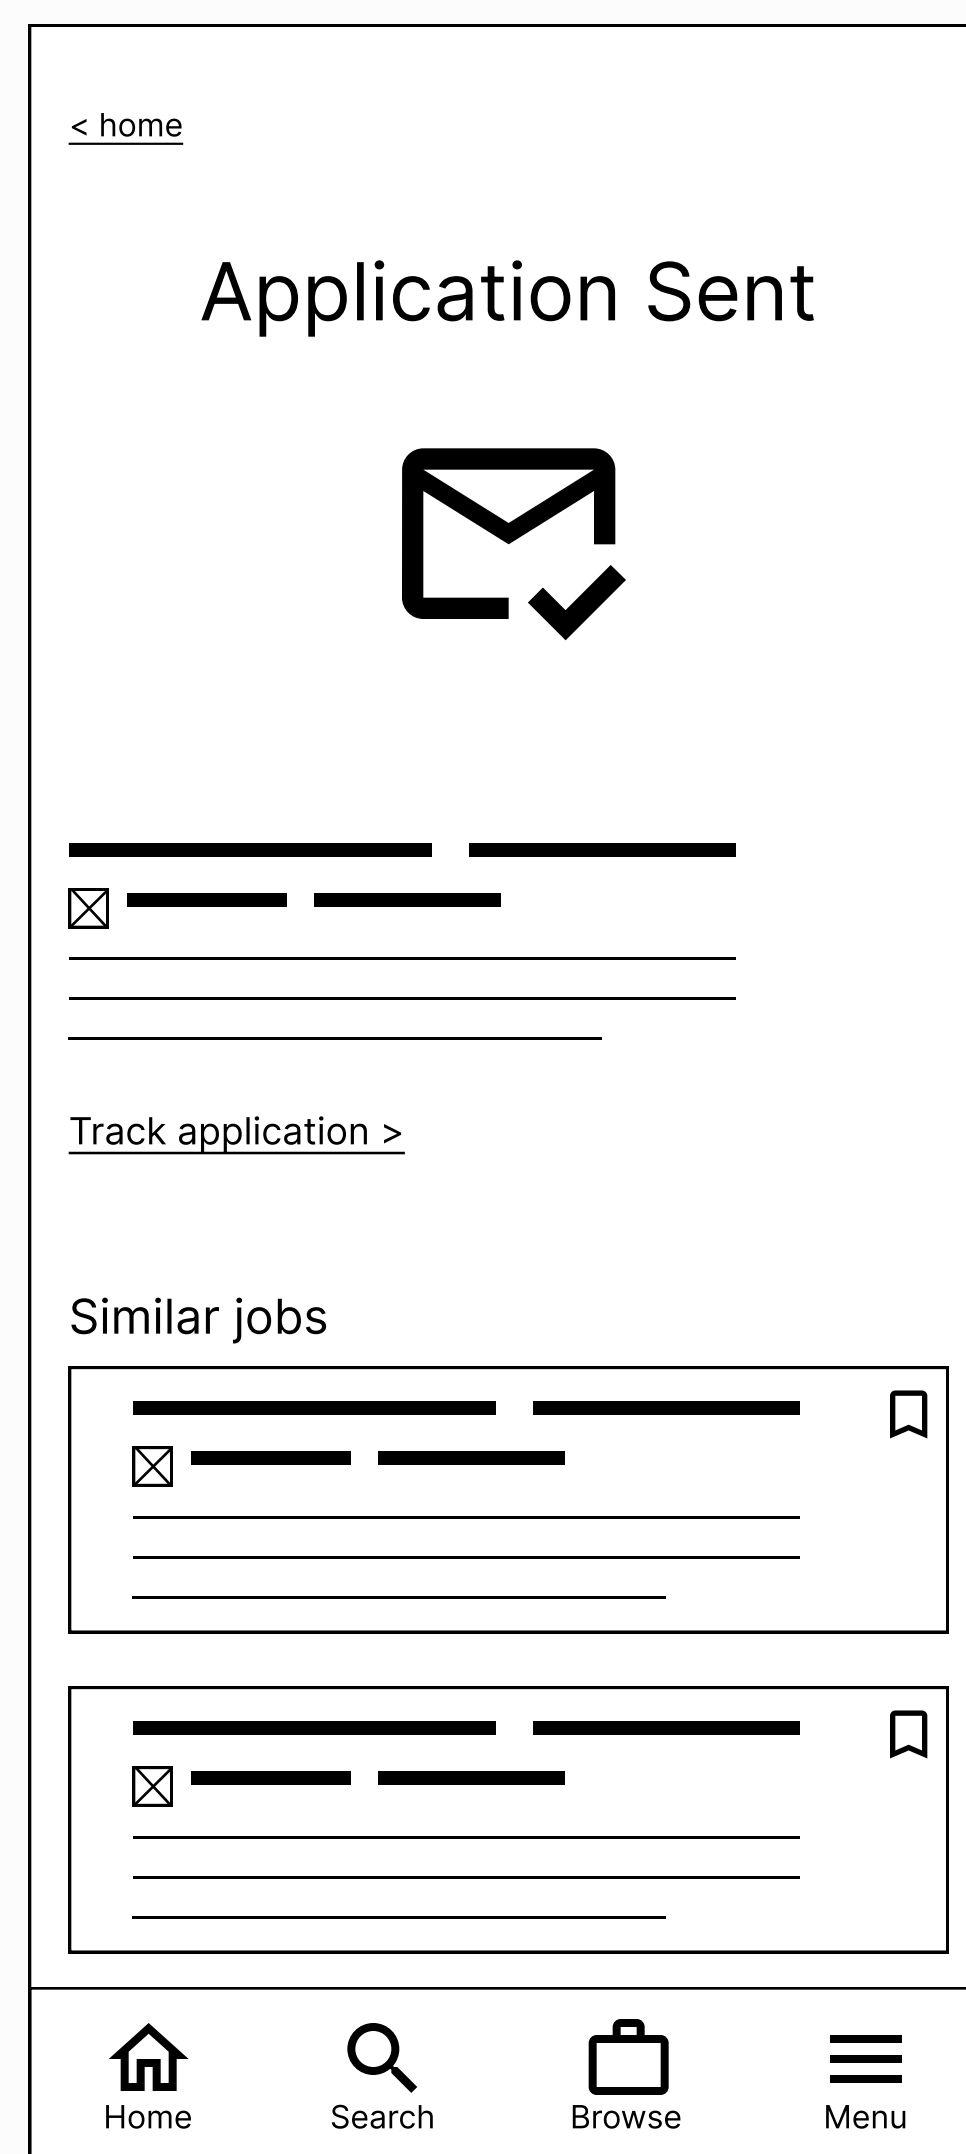 < home
Application Sent
Track application >
Similar jobs
Home
Search
Browse
Menu